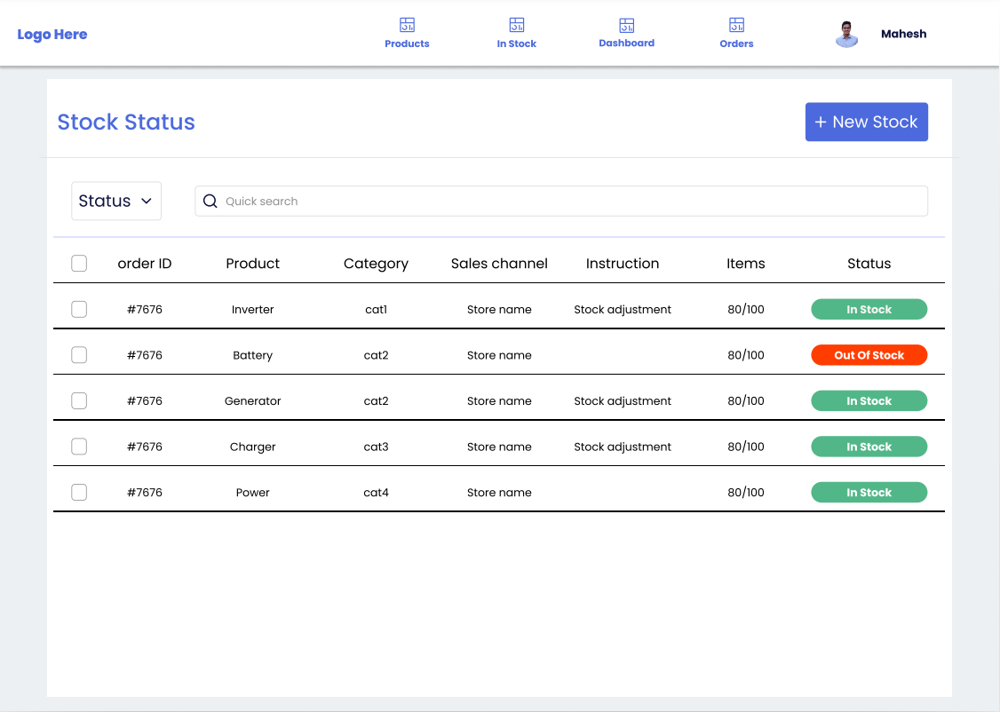 Logo Here
Products
In Stock
Dashboard
Orders
Mahesh
Stock Status
+ New Stock
Status
Quick search
order ID Product Category Sales channel Instruction Items Status
#7676 Inverter cat1 Store name Stock adjustment 80/100 In Stock
#7676 Battery cat2 Store name 80/100 Out Of Stock
#7676 Generator cat2 Store name Stock adjustment 80/100 In Stock
#7676 Charger cat3 Store name Stock adjustment 80/100 In Stock
#7676 Power cat4 Store name 80/100 In Stock